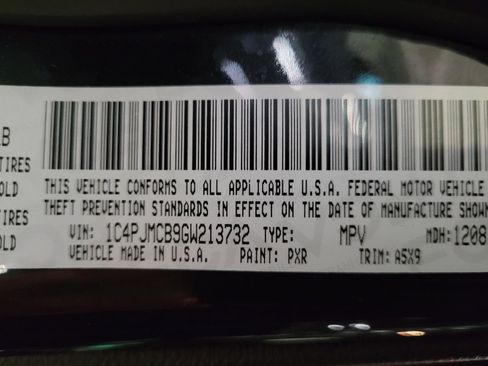 LB
TIRES
OLD
TIRES
OLD
THIS VEHICLE CONFORMS TO ALL APPLICABLE U.S.A. FEDERAL MOTOR VEHICLE
THEFT PREVENTION STANDARDS IN EFFECT ON THE DATE OF MANUFACTURE SHOWN
VIN: 1C4PJMCB9GW213732 TYPE: MPV MDH: 1208
VEHICLE MADE IN U.S.A. PAINT: PXR TRIM: A5X9